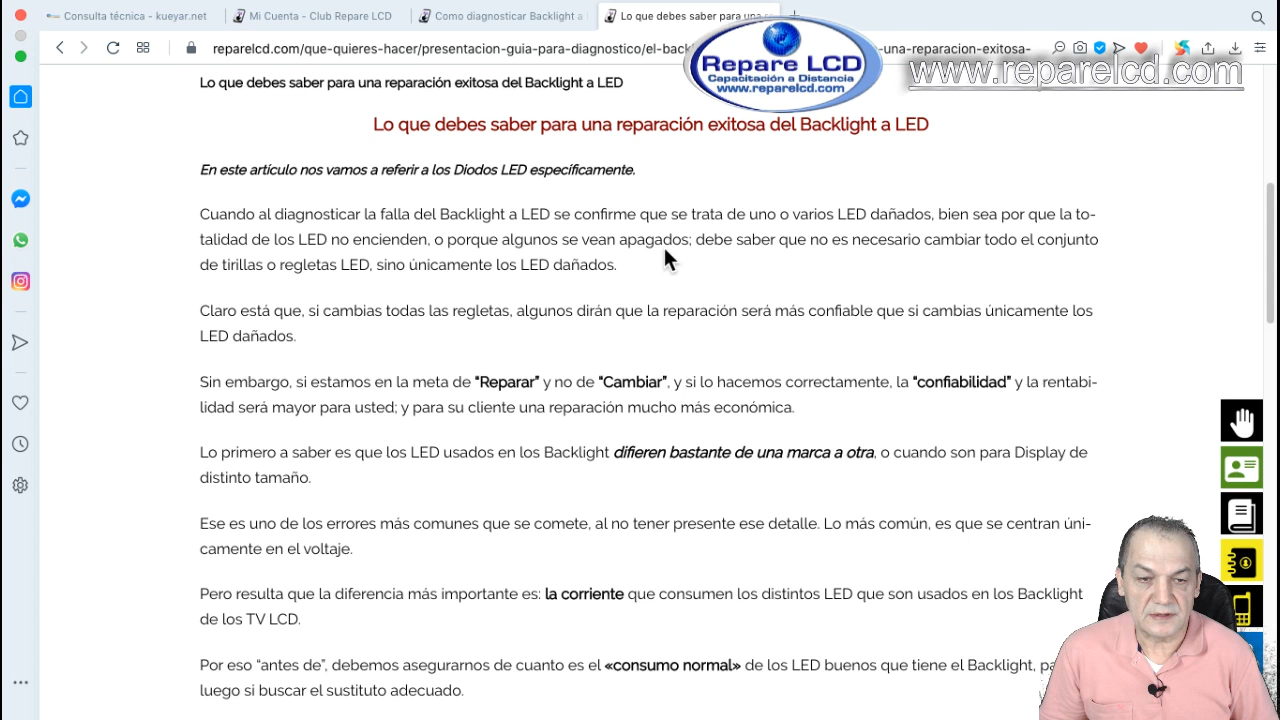 Consulta técnica - kueyar.net
Mi Cuenta - Club Repare LCD
Como diagnosticar Backlight a
Lo que debes saber para una
reparelcd.com/que-quieres-hacer/presentacion-guia-para-diagnostico/el-backl
-una-reparacion-exitosa-
Repare LCD
Capacitación a Distancia
www.reparelcd.com
www.reparelcd.com
Lo que debes saber para una reparación exitosa del Backlight a LED
Lo que debes saber para una reparación exitosa del Backlight a LED
En este artículo nos vamos a referir a los Diodos LED específicamente.
Cuando al diagnosticar la falla del Backlight a LED se confirme que se trata de uno o varios LED dañados, bien sea por que la to-
talidad de los LED no encienden, o porque algunos se vean apagados; debe saber que no es necesario cambiar todo el conjunto
de tirillas o regletas LED, sino únicamente los LED dañados.
Claro está que, si cambias todas las regletas, algunos dirán que la reparación será más confiable que si cambias únicamente los
LED dañados.
Sin embargo, si estamos en la meta de “Reparar” y no de “Cambiar”, y si lo hacemos correctamente, la “confiabilidad” y la rentabi-
lidad será mayor para usted; y para su cliente una reparación mucho más económica.
Lo primero a saber es que los LED usados en los Backlight difieren bastante de una marca a otra, o cuando son para Display de
distinto tamaño.
Ese es uno de los errores más comunes que se comete, al no tener presente ese detalle. Lo más común, es que se centran úni-
camente en el voltaje.
Pero resulta que la diferencia más importante es: la corriente que consumen los distintos LED que son usados en los Backlight
de los TV LCD.
Por eso “antes de”, debemos asegurarnos de cuanto es el «consumo normal» de los LED buenos que tiene el Backlight,
luego si buscar el sustituto adecuado.